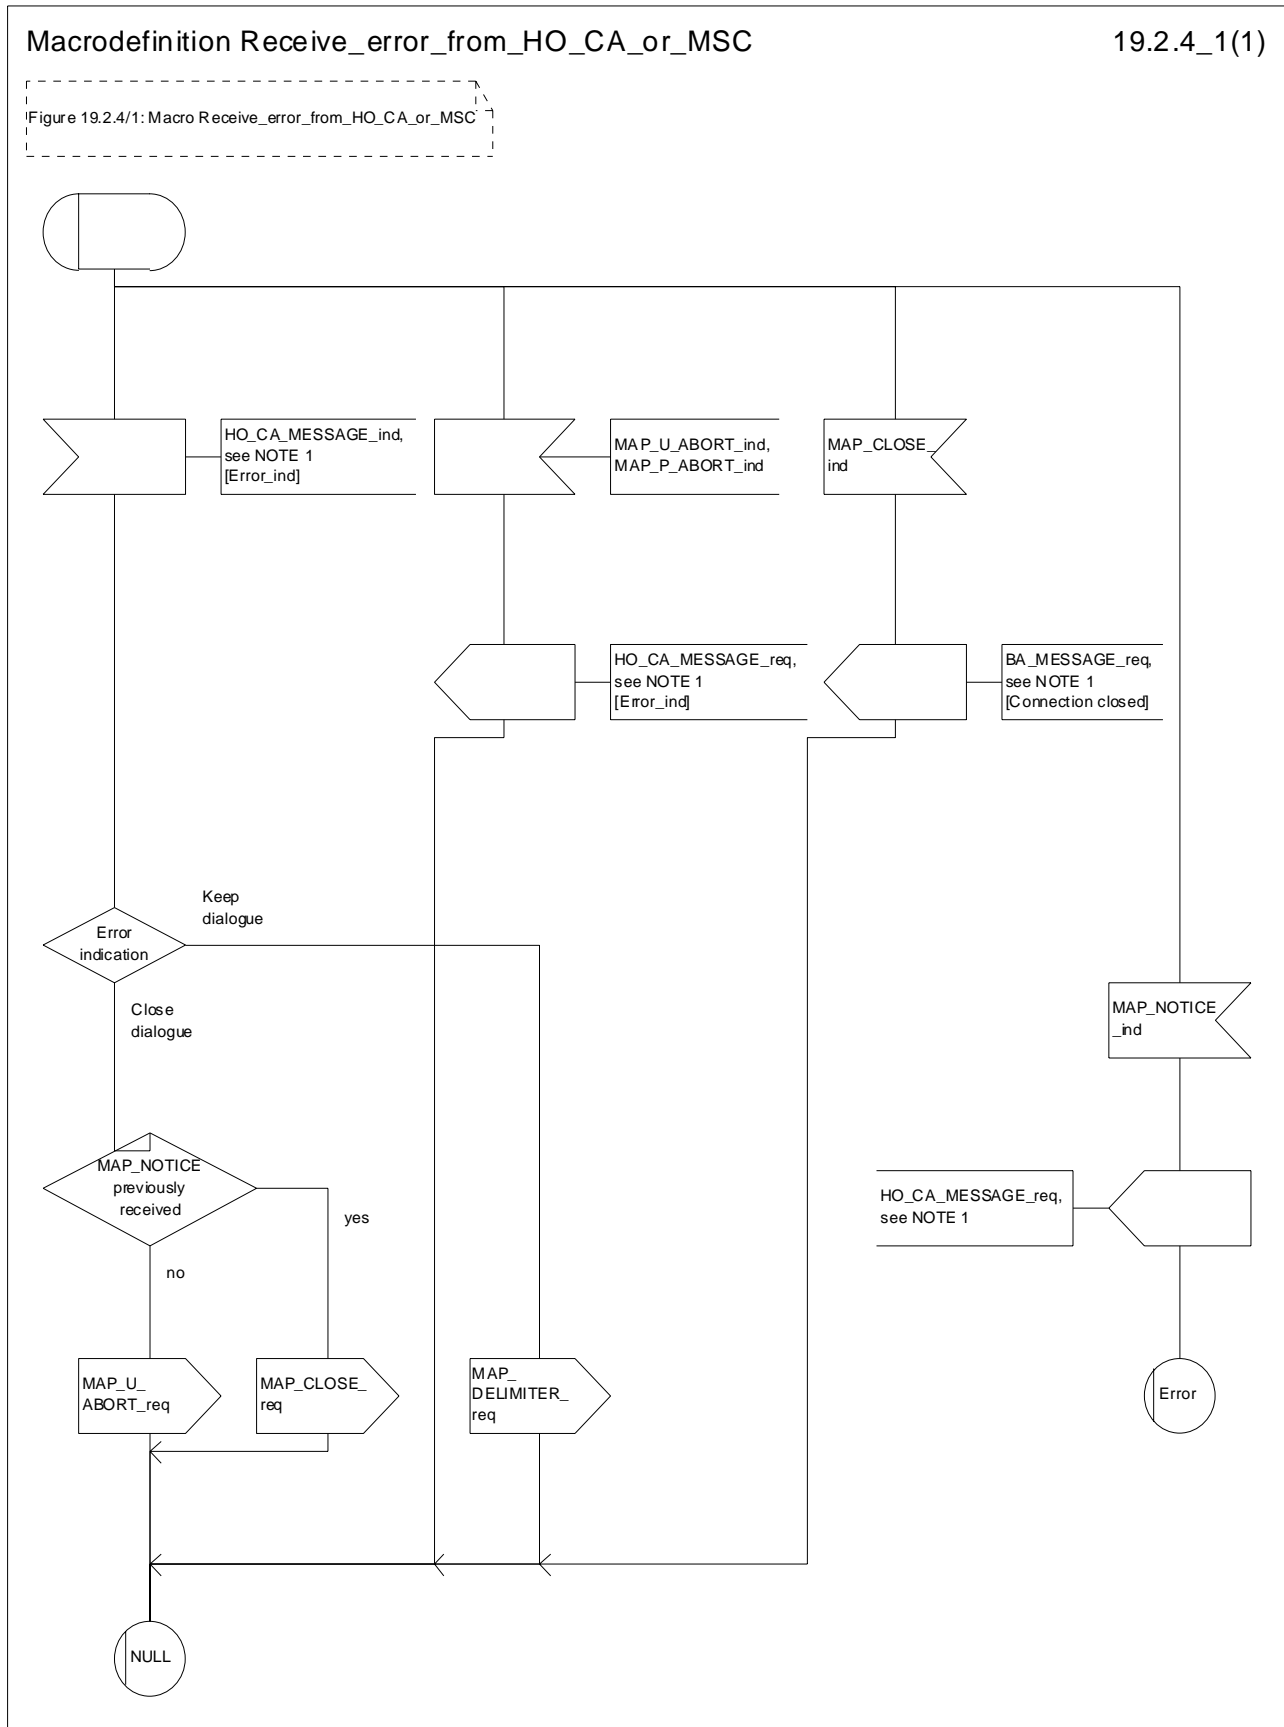 Macrodefinition Receive_error_from_HO_CA_or_MSC
19.2.4_1(1)
Figure 19.2.4/1: Macro Receive_error_from_HO_CA_or_MSC
HO_CA_MESSAGE_ind,
see NOTE 1
[Error_ind]
MAP_U_ABORT_ind,
MAP_P_ABORT_ind
MAP_CLOSE_
ind
HO_CA_MESSAGE_req,
see NOTE 1
[Error_ind]
BA_MESSAGE_req,
see NOTE 1
[Connection closed]
Keep
dialogue
Error
indication
Close
dialogue
MAP_NOTICE
_ind
MAP_NOTICE
previously
received
yes
no
HO_CA_MESSAGE_req,
see NOTE 1
MAP_U_
ABORT_req
MAP_CLOSE_
req
MAP_
DELIMITER_
req
Error
NULL